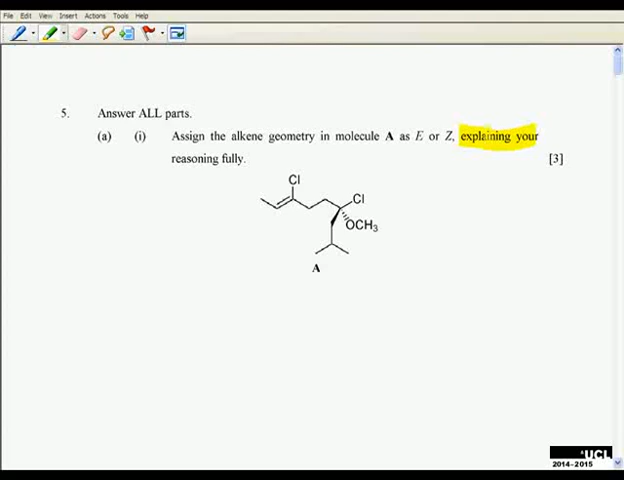 File Edit View Insert Actions Tools Help
5. Answer ALL parts.
(a) (i) Assign the alkene geometry in molecule A as E or Z, explaining your
reasoning fully. [3]
Cl
Cl
OCH3
A
UCL
2014-2015